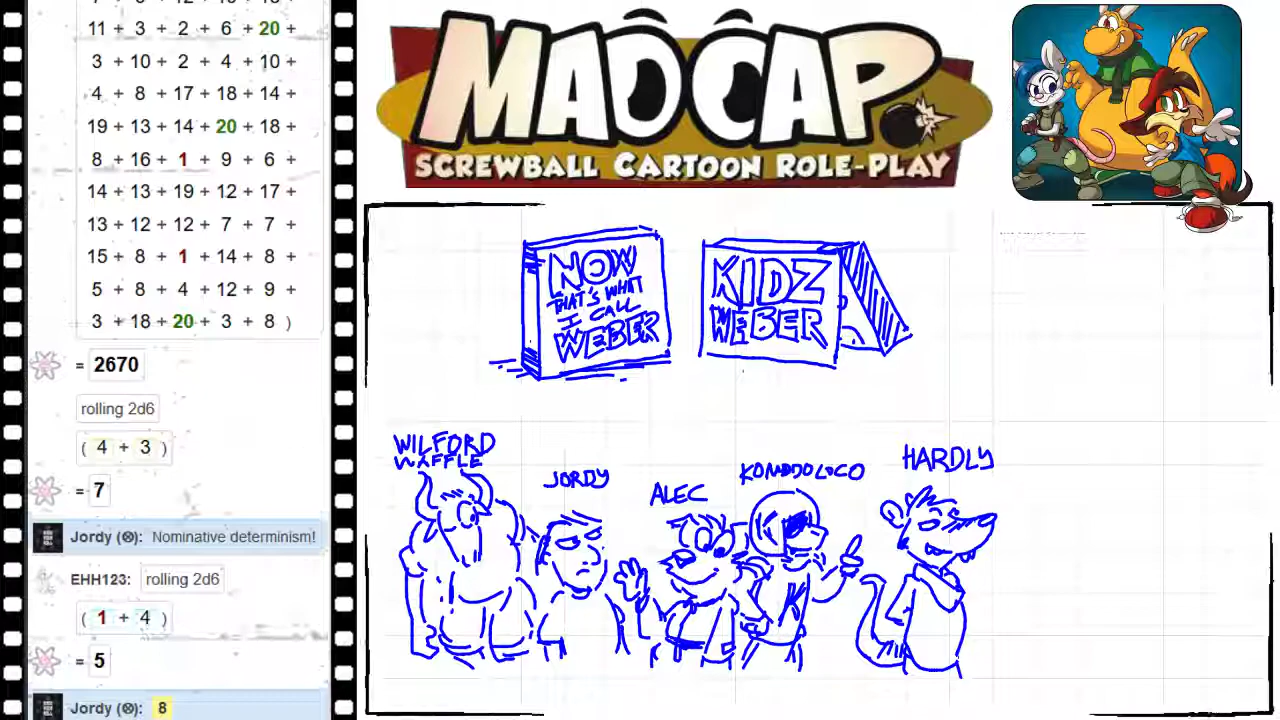 11 + 3 + 2 + 6 + 20 +
3 + 10 + 2 + 4 + 10 +
4 + 8 + 17 + 18 + 14 +
19 + 13 + 14 + 20 + 18 +
8 + 16 + 1 + 9 + 6 +
14 + 13 + 19 + 12 + 17 +
13 + 12 + 12 + 7 + 7 +
15 + 8 + 1 + 14 + 8 +
5 + 8 + 4 + 12 + 9 +
3 + 18 + 20 + 3 + 8 )
= 2670
rolling 2d6
( 4 + 3 )
= 7
Jordy (⊗): Nominative determinism!
EHH123: rolling 2d6
( 1 + 4 )
= 5
Jordy (⊗): 8
MADCAP
SCREWBALL CARTOON ROLE-PLAY
NOW
THAT'S WHAT
I CALL
WEBER
KIDZ
WEBER
WILFORD
WAFFLE
JORDY
ALEC
KOMODOLOCO
HARDLY